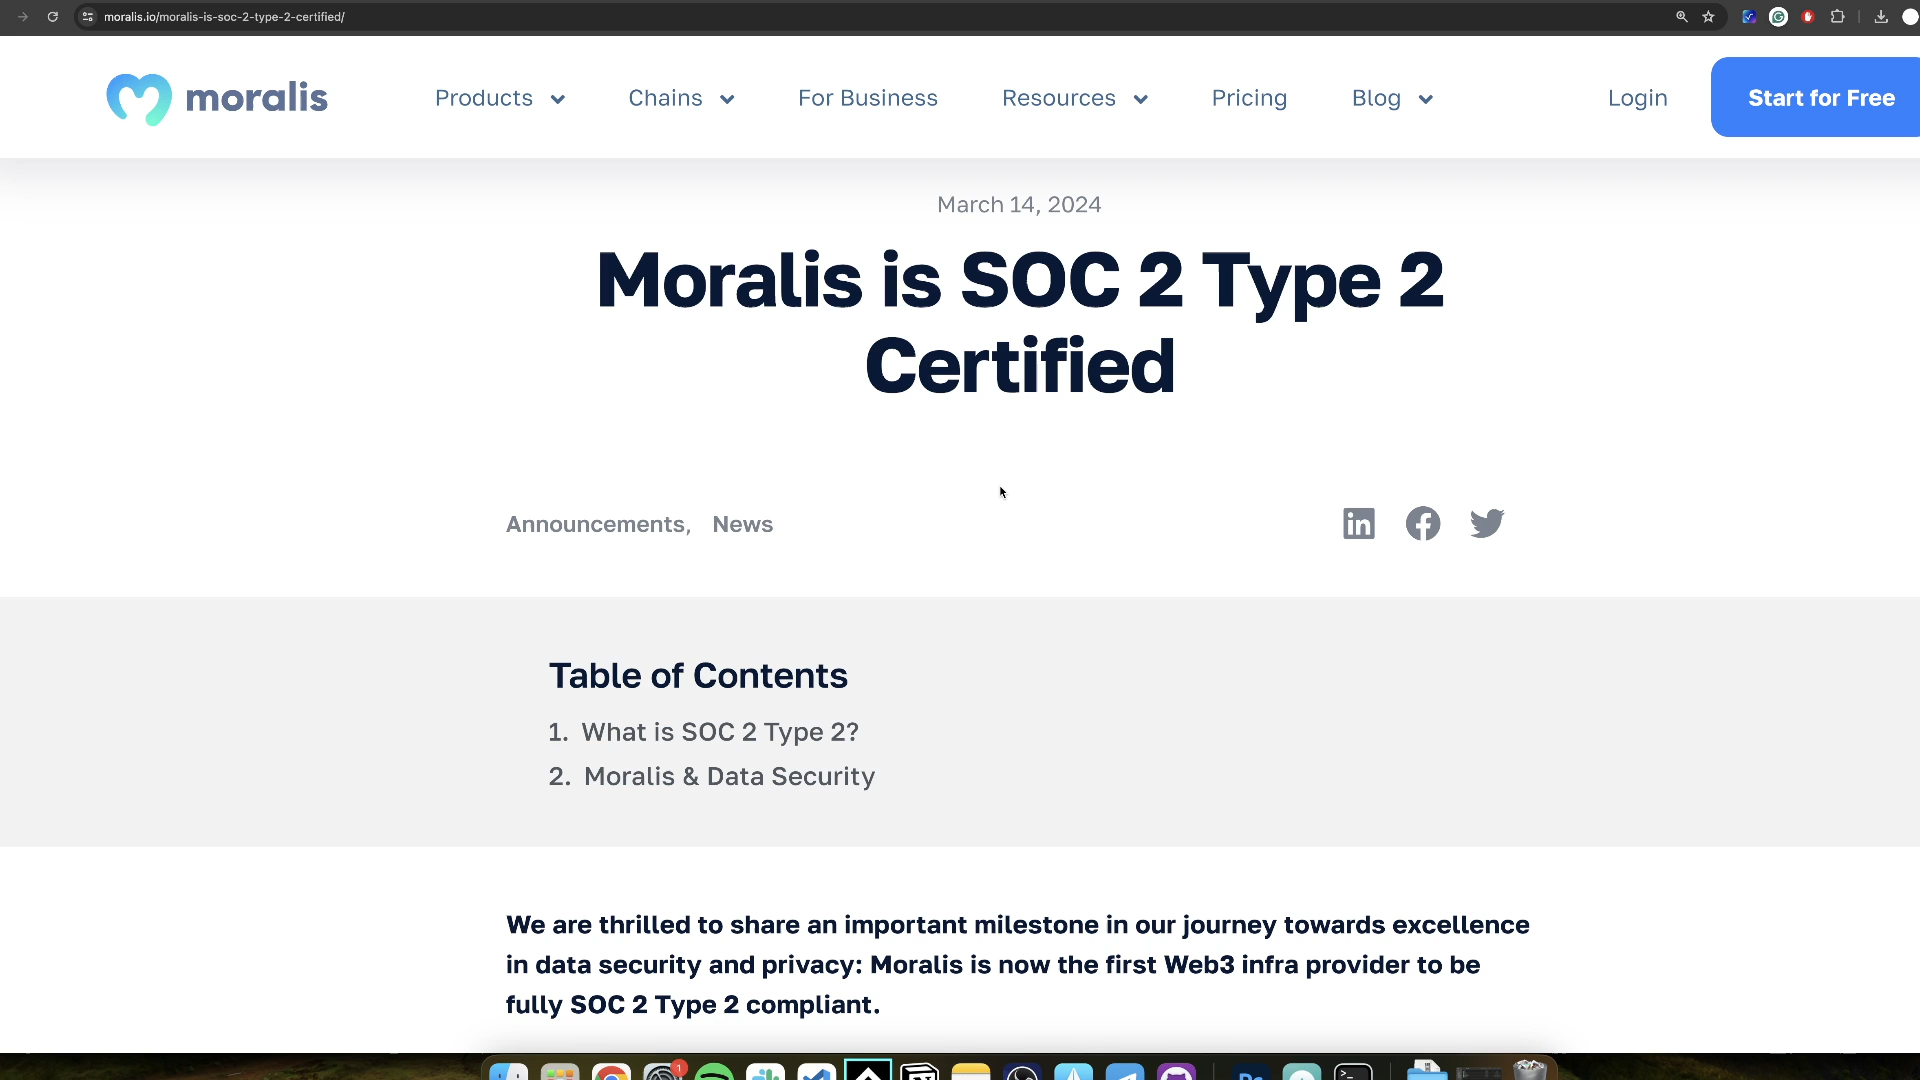 moralis.io/moralis-is-soc-2-type-2-certified/
moralis
Products
Chains
For Business
Resources
Pricing
Blog
Login
Start for Free
March 14, 2024
Moralis is SOC 2 Type 2
Certified
Announcements, News
Table of Contents
1. What is SOC 2 Type 2?
2. Moralis & Data Security
We are thrilled to share an important milestone in our journey towards excellence
in data security and privacy: Moralis is now the first Web3 infra provider to be
fully SOC 2 Type 2 compliant.
1